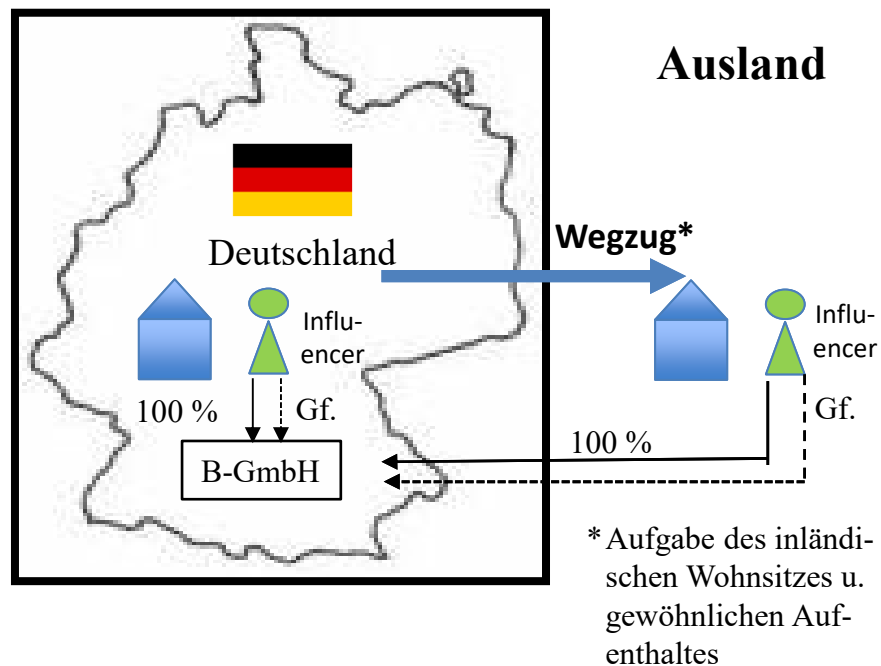 Ausland
Wegzug*
Deutschland
Influ-
encer
100 %
Gf.
B-GmbH
Influ-
encer
Gf.
100 %
* Aufgabe des inländi-
schen Wohnsitzes u.
gewöhnlichen Auf-
enthaltes